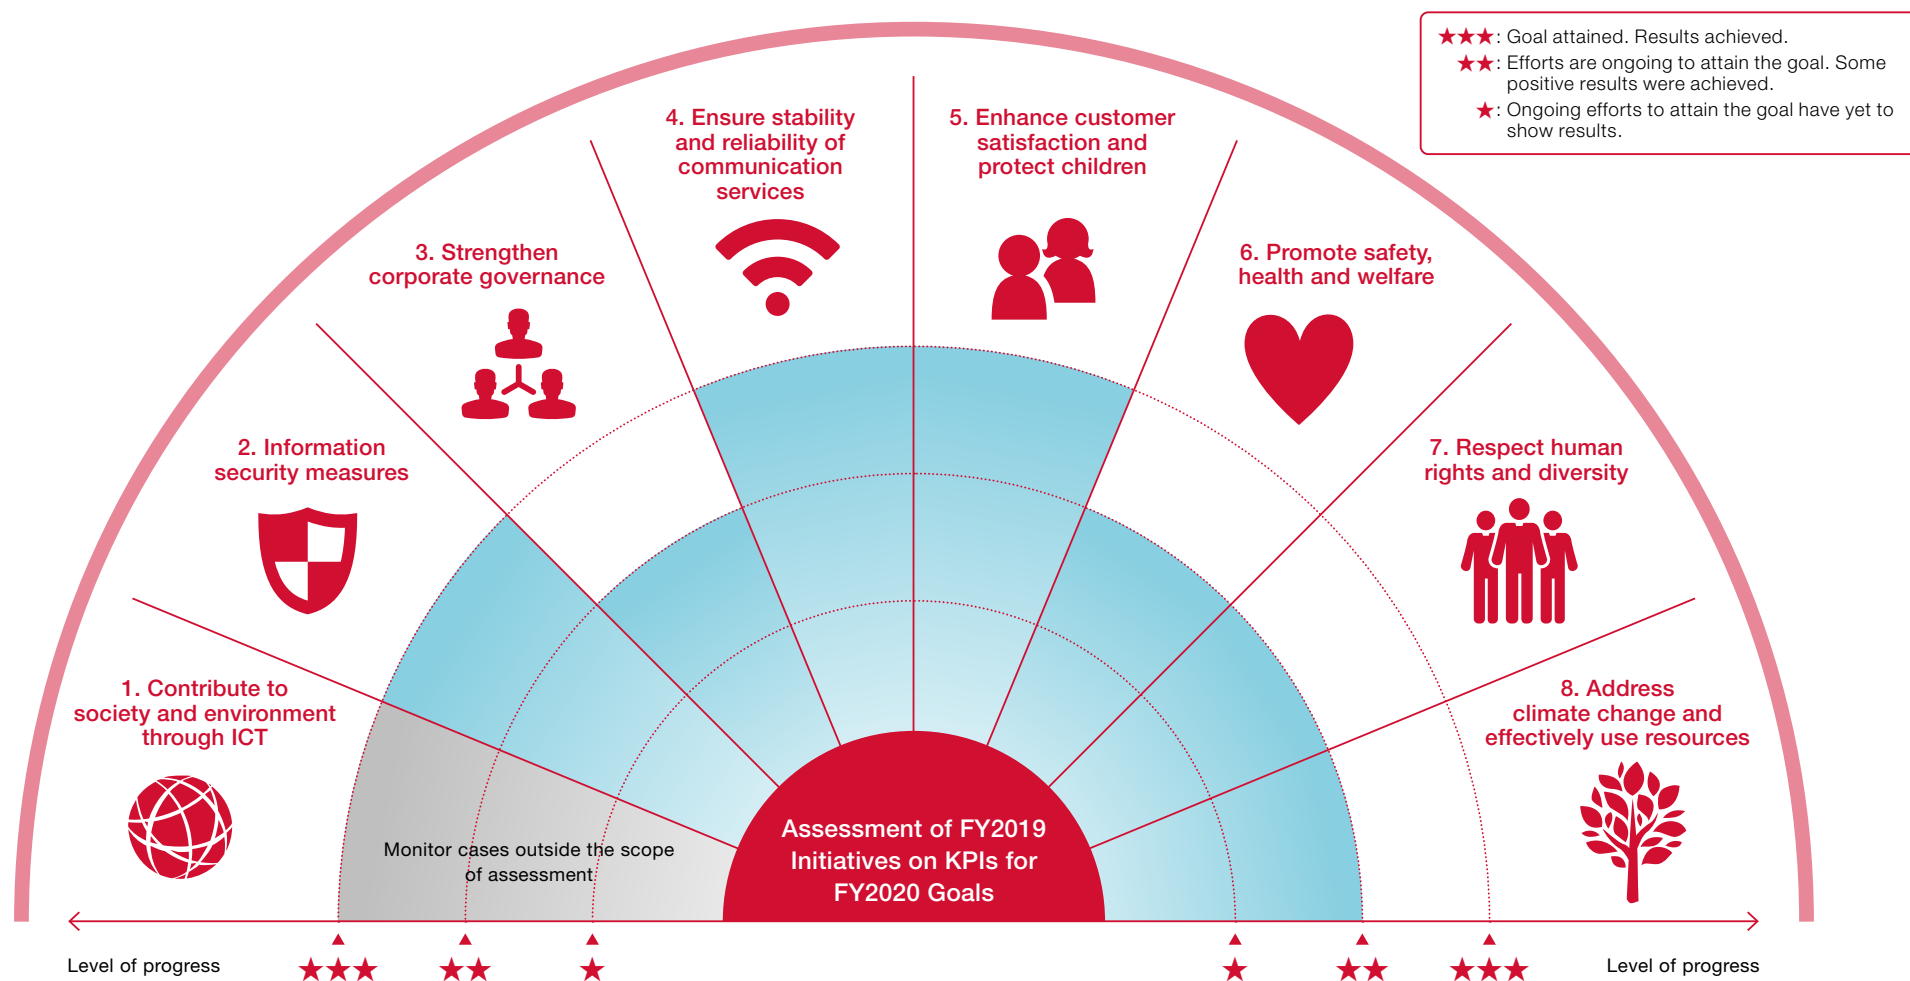 ★★★: Goal attained. Results achieved.
★★: Efforts are ongoing to attain the goal. Some
positive results were achieved.
★: Ongoing efforts to attain the goal have yet to
show results.
4. Ensure stability
and reliability of
communication
services
5. Enhance customer
satisfaction and
protect children
3. Strengthen
corporate governance
6. Promote safety,
health and welfare
2. Information
security measures
7. Respect human
rights and diversity
1. Contribute to
society and environment
through ICT
8. Address
climate change and
effectively use resources
Monitor cases outside the scope
of assessment
Assessment of FY2019
Initiatives on KPIs for
FY2020 Goals
Level of progress
★★★
★★
★
★
★★
★★★
Level of progress